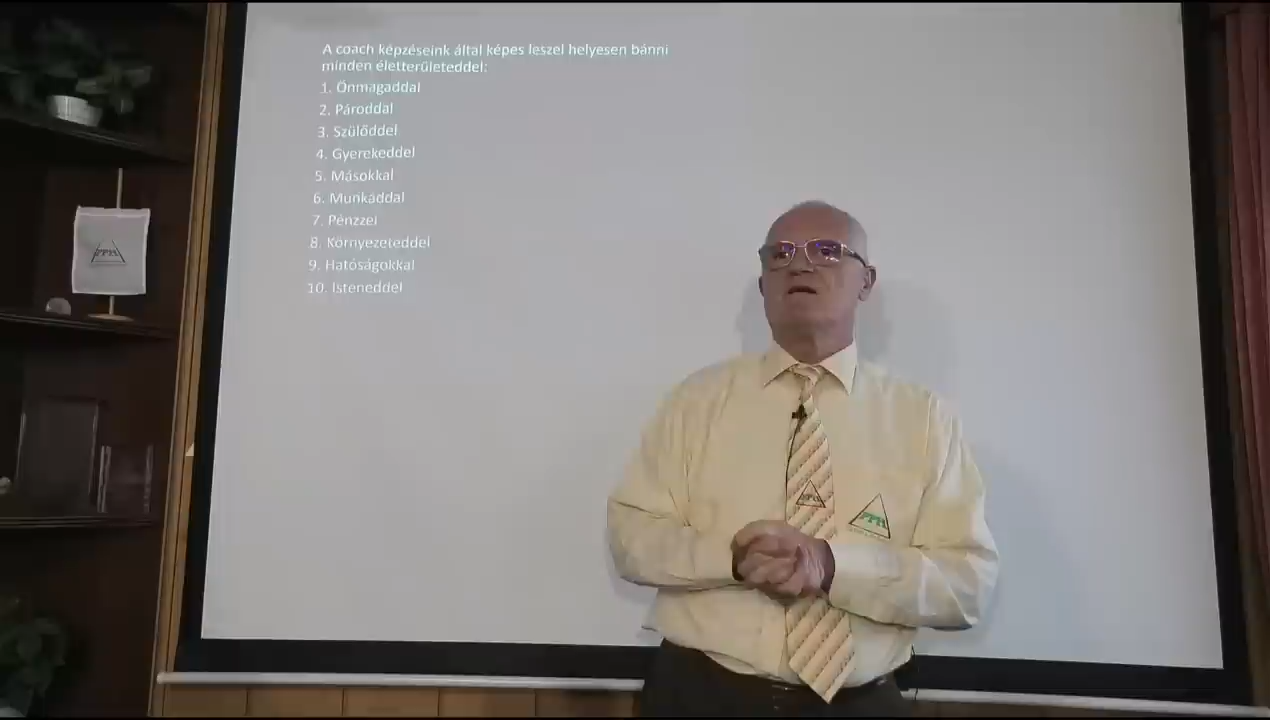 A coach képzéseink által képes leszel helyesen bánni
minden életterületeddel:
1. Önmagaddal
2. Pároddal
3. Szülőddel
4. Gyerekeddel
5. Másokkal
6. Munkáddal
7. Pénzzel
8. Környezeteddel
9. Hatóságokkal
10. Isteneddel